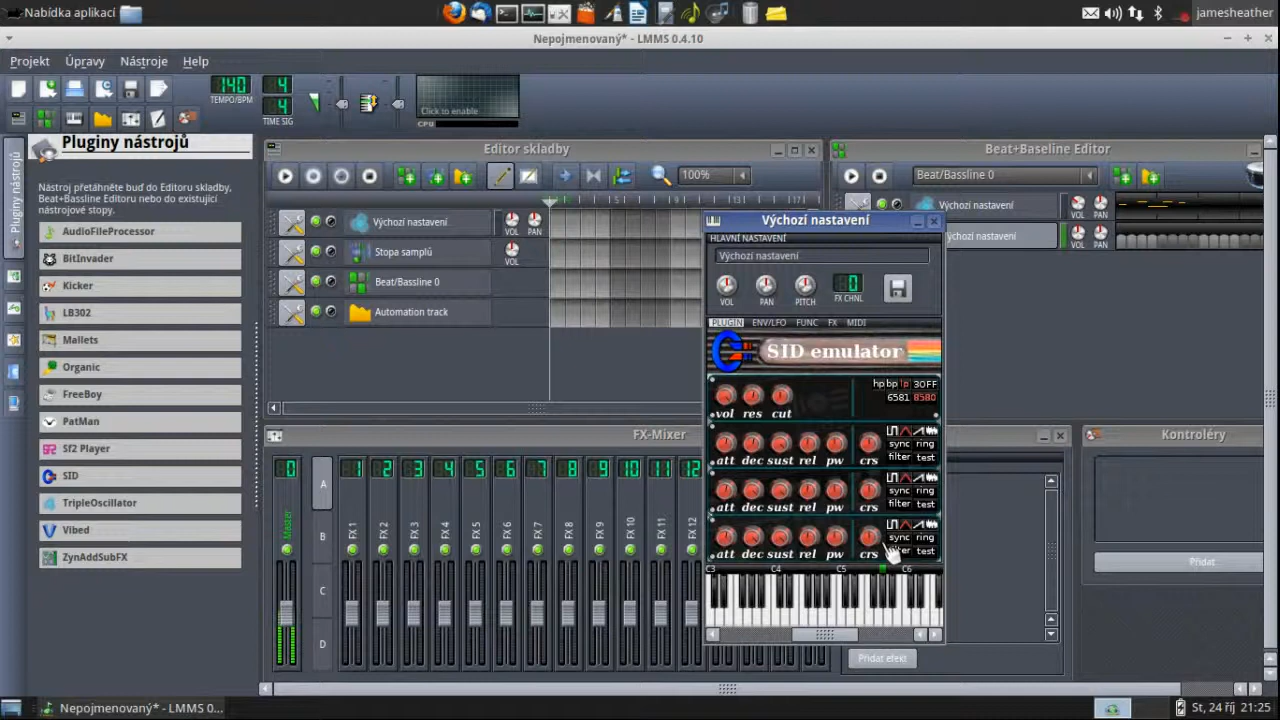 Nabídka aplikací
jamesheather
Nepojmenovaný* - LMMS 0.4.10
Projekt Úpravy Nástroje Help
140
TEMPO/BPM
4
4
TIME SIG
Click to enable
CPU
Pluginy nástrojů
Pluginy nástrojů
Nástroj přetáhněte buď do Editoru skladby,
Beat+Bassline Editoru nebo do existující
nástrojové stopy.
AudioFileProcessor
BitInvader
Kicker
LB302
Mallets
Organic
FreeBoy
PatMan
Sf2 Player
SID
TripleOscillator
Vibed
ZynAddSubFX
Editor skladby
100%
Výchozí nastavení
VOL PAN
Stopa samplů
VOL
Beat/Bassline 0
Automation track
Beat+Baseline Editor
Beat/Bassline 0
Výchozí nastavení
VOL PAN
ýchozí nastavení
VOL PAN
Výchozí nastavení
HLAVNÍ NASTAVENÍ
Výchozí nastavení
VOL PAN PITCH FX CHNL
0
PLUGIN ENV/LFO FUNC FX MIDI
SID emulator
vol res cut
hp bp lp 3OFF
6581 8580
att dec sust rel pw crs
sync ring
filter test
att dec sust rel pw crs
sync ring
filter test
att dec sust rel pw crs
sync ring
test
C3 C4 C5 C6
FX-Mixer
0 1 2 3 4 5 6 7 8 9 10 11 12
Master
FX 1 FX 2 FX 3 FX 4 FX 5 FX 6 FX 7 FX 8 FX 9 FX 10 FX 11 FX 12
A
B
C
D
Přidat efekt
Kontroléry
Přidat
Nepojmenovaný* - LMMS 0...
St, 24 říj 21:25